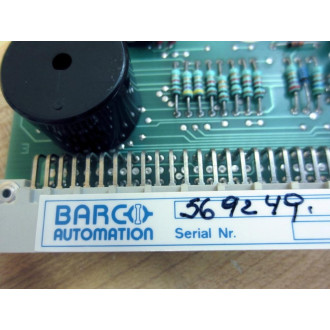 BARCO 569249.
AUTOMATION Serial Nr.